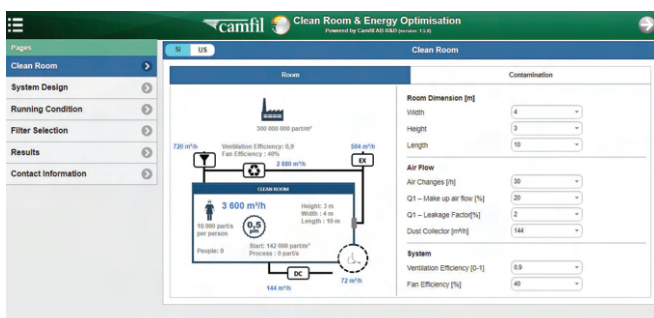 camfil
Clean Room & Energy Optimisation
Powered by Camfil AB R&D (version: 1.5.0)
Pages
SI US
Clean Room
Clean Room
System Design
Running Condition
Filter Selection
Results
Contact Information
Room
Contamination
300 000 000 part/m³
720 m³/h
Ventilation Efficiency: 0,9
Fan Efficiency : 40%
504 m³/h
2 880 m³/h
EX
CLEAN ROOM
3 600 m³/h
10 000 part/s
per person
0,5
µm
Height: 3 m
Width : 4 m
Length : 10 m
People: 0
Start: 142 000 part/m³
Process : 0 part/s
DC
144 m³/h
72 m³/h
Room Dimension [m]
Width 4
Height 3
Length 10
Air Flow
Air Changes [/h] 30
Q1 – Make up air flow [%] 20
Q1 – Leakage Factor[%] 2
Dust Collector [m³/h] 144
System
Ventilation Efficiency [0-1] 0,9
Fan Efficiency [%] 40